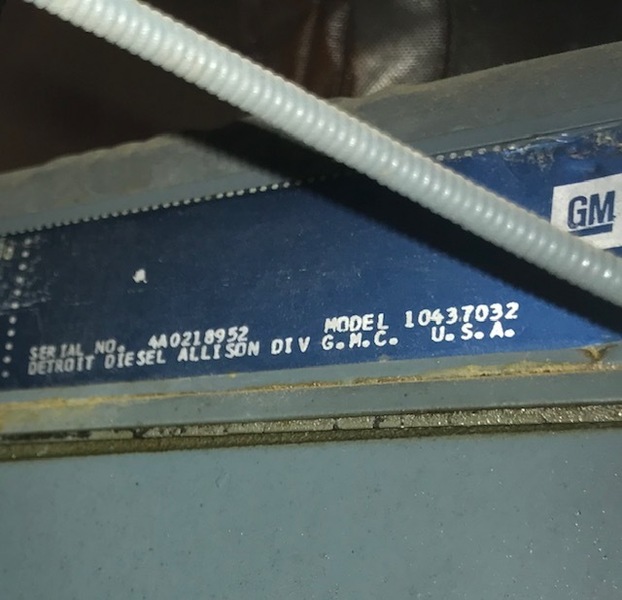 GM
SERIAL NO. 4A0218952 MODEL 10437032
DETROIT DIESEL ALLISON DIV G.M.C. U.S.A.